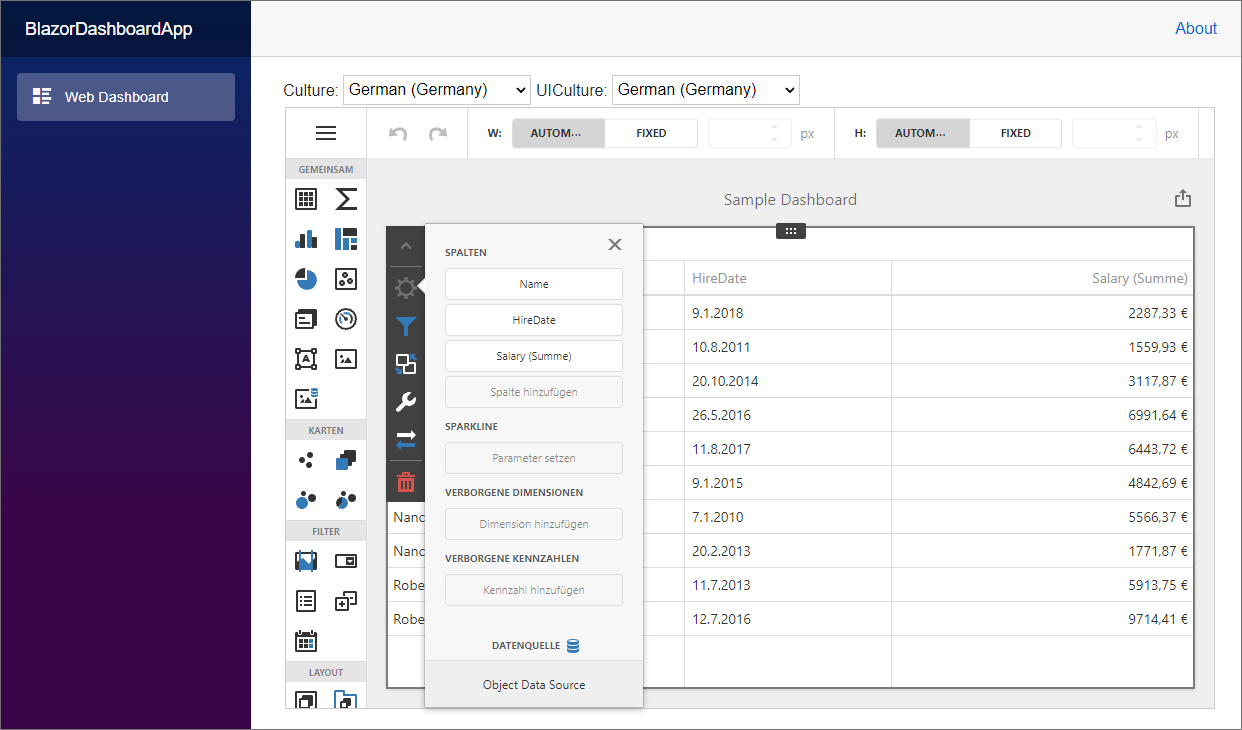 BlazorDashboardApp
About
Web Dashboard
Culture: German (Germany) UICulture: German (Germany)
W: AUTOM... FIXED px H: AUTOM... FIXED px
GEMEINSAM
KARTEN
FILTER
LAYOUT
Sample Dashboard
SPALTEN
Name
HireDate
Salary (Summe)
Spalte hinzufügen
SPARKLINE
Parameter setzen
VERBORGENE DIMENSIONEN
Dimension hinzufügen
VERBORGENE KENNZAHLEN
Kennzahl hinzufügen
DATENQUELLE
Object Data Source
HireDate Salary (Summe)
9.1.2018 2287,33 €
10.8.2011 1559,93 €
20.10.2014 3117,87 €
26.5.2016 6991,64 €
11.8.2017 6443,72 €
9.1.2015 4842,69 €
Nanc 7.1.2010 5566,37 €
Nanc 20.2.2013 1771,87 €
Robe 11.7.2013 5913,75 €
Robe 12.7.2016 9714,41 €